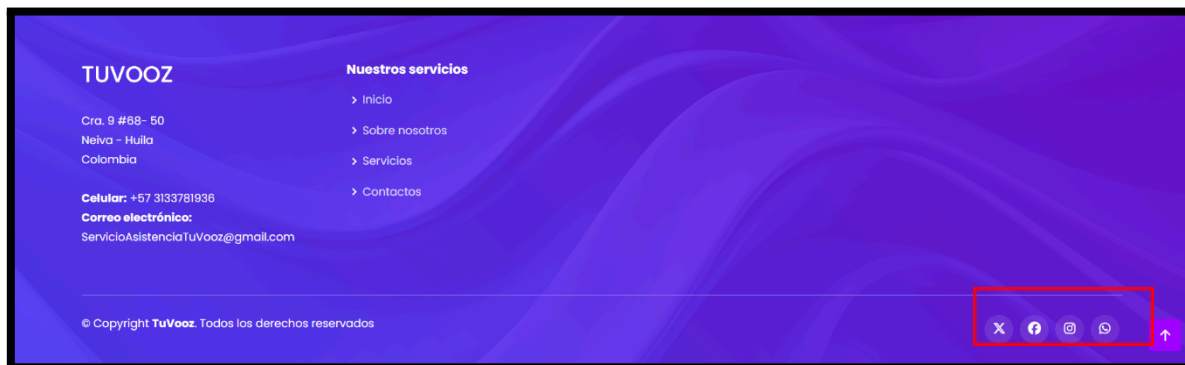 TUVOOZ
Cra. 9 #68- 50
Neiva - Huila
Colombia
Celular: +57 3133781936
Correo electrónico:
ServicioAsistenciaTuVooz@gmail.com
Nuestros servicios
Inicio
Sobre nosotros
Servicios
Contactos
© Copyright TuVooz. Todos los derechos reservados